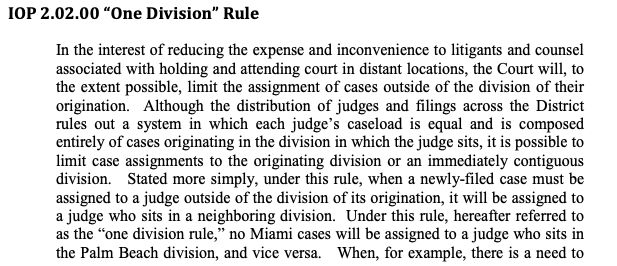 IOP 2.02.00 “One Division” Rule
In the interest of reducing the expense and inconvenience to litigants and counsel
associated with holding and attending court in distant locations, the Court will, to
the extent possible, limit the assignment of cases outside of the division of their
origination. Although the distribution of judges and filings across the District
rules out a system in which each judge’s caseload is equal and is composed
entirely of cases originating in the division in which the judge sits, it is possible to
limit case assignments to the originating division or an immediately contiguous
division. Stated more simply, under this rule, when a newly-filed case must be
assigned to a judge outside of the division of its origination, it will be assigned to
a judge who sits in a neighboring division. Under this rule, hereafter referred to
as the “one division rule,” no Miami cases will be assigned to a judge who sits in
the Palm Beach division, and vice versa. When, for example, there is a need to